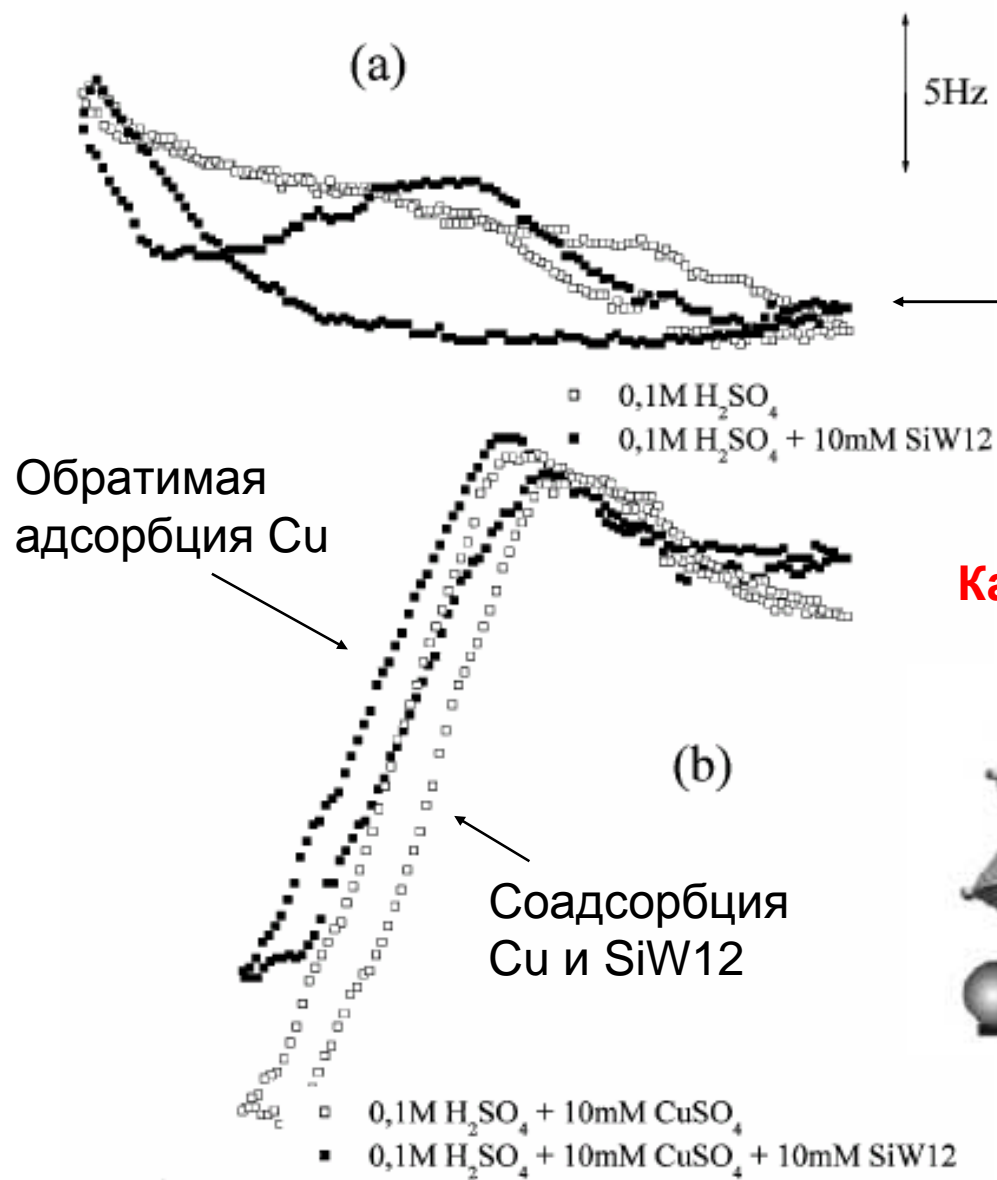 (a)
5Hz
0,1M H₂SO₄
0,1M H₂SO₄ + 10mM SiW12
Обратимая
адсорбция Cu
Ка
(b)
Соадсорбция
Cu и SiW12
0,1M H₂SO₄ + 10mM CuSO₄
0,1M H₂SO₄ + 10mM CuSO₄ + 10mM SiW12